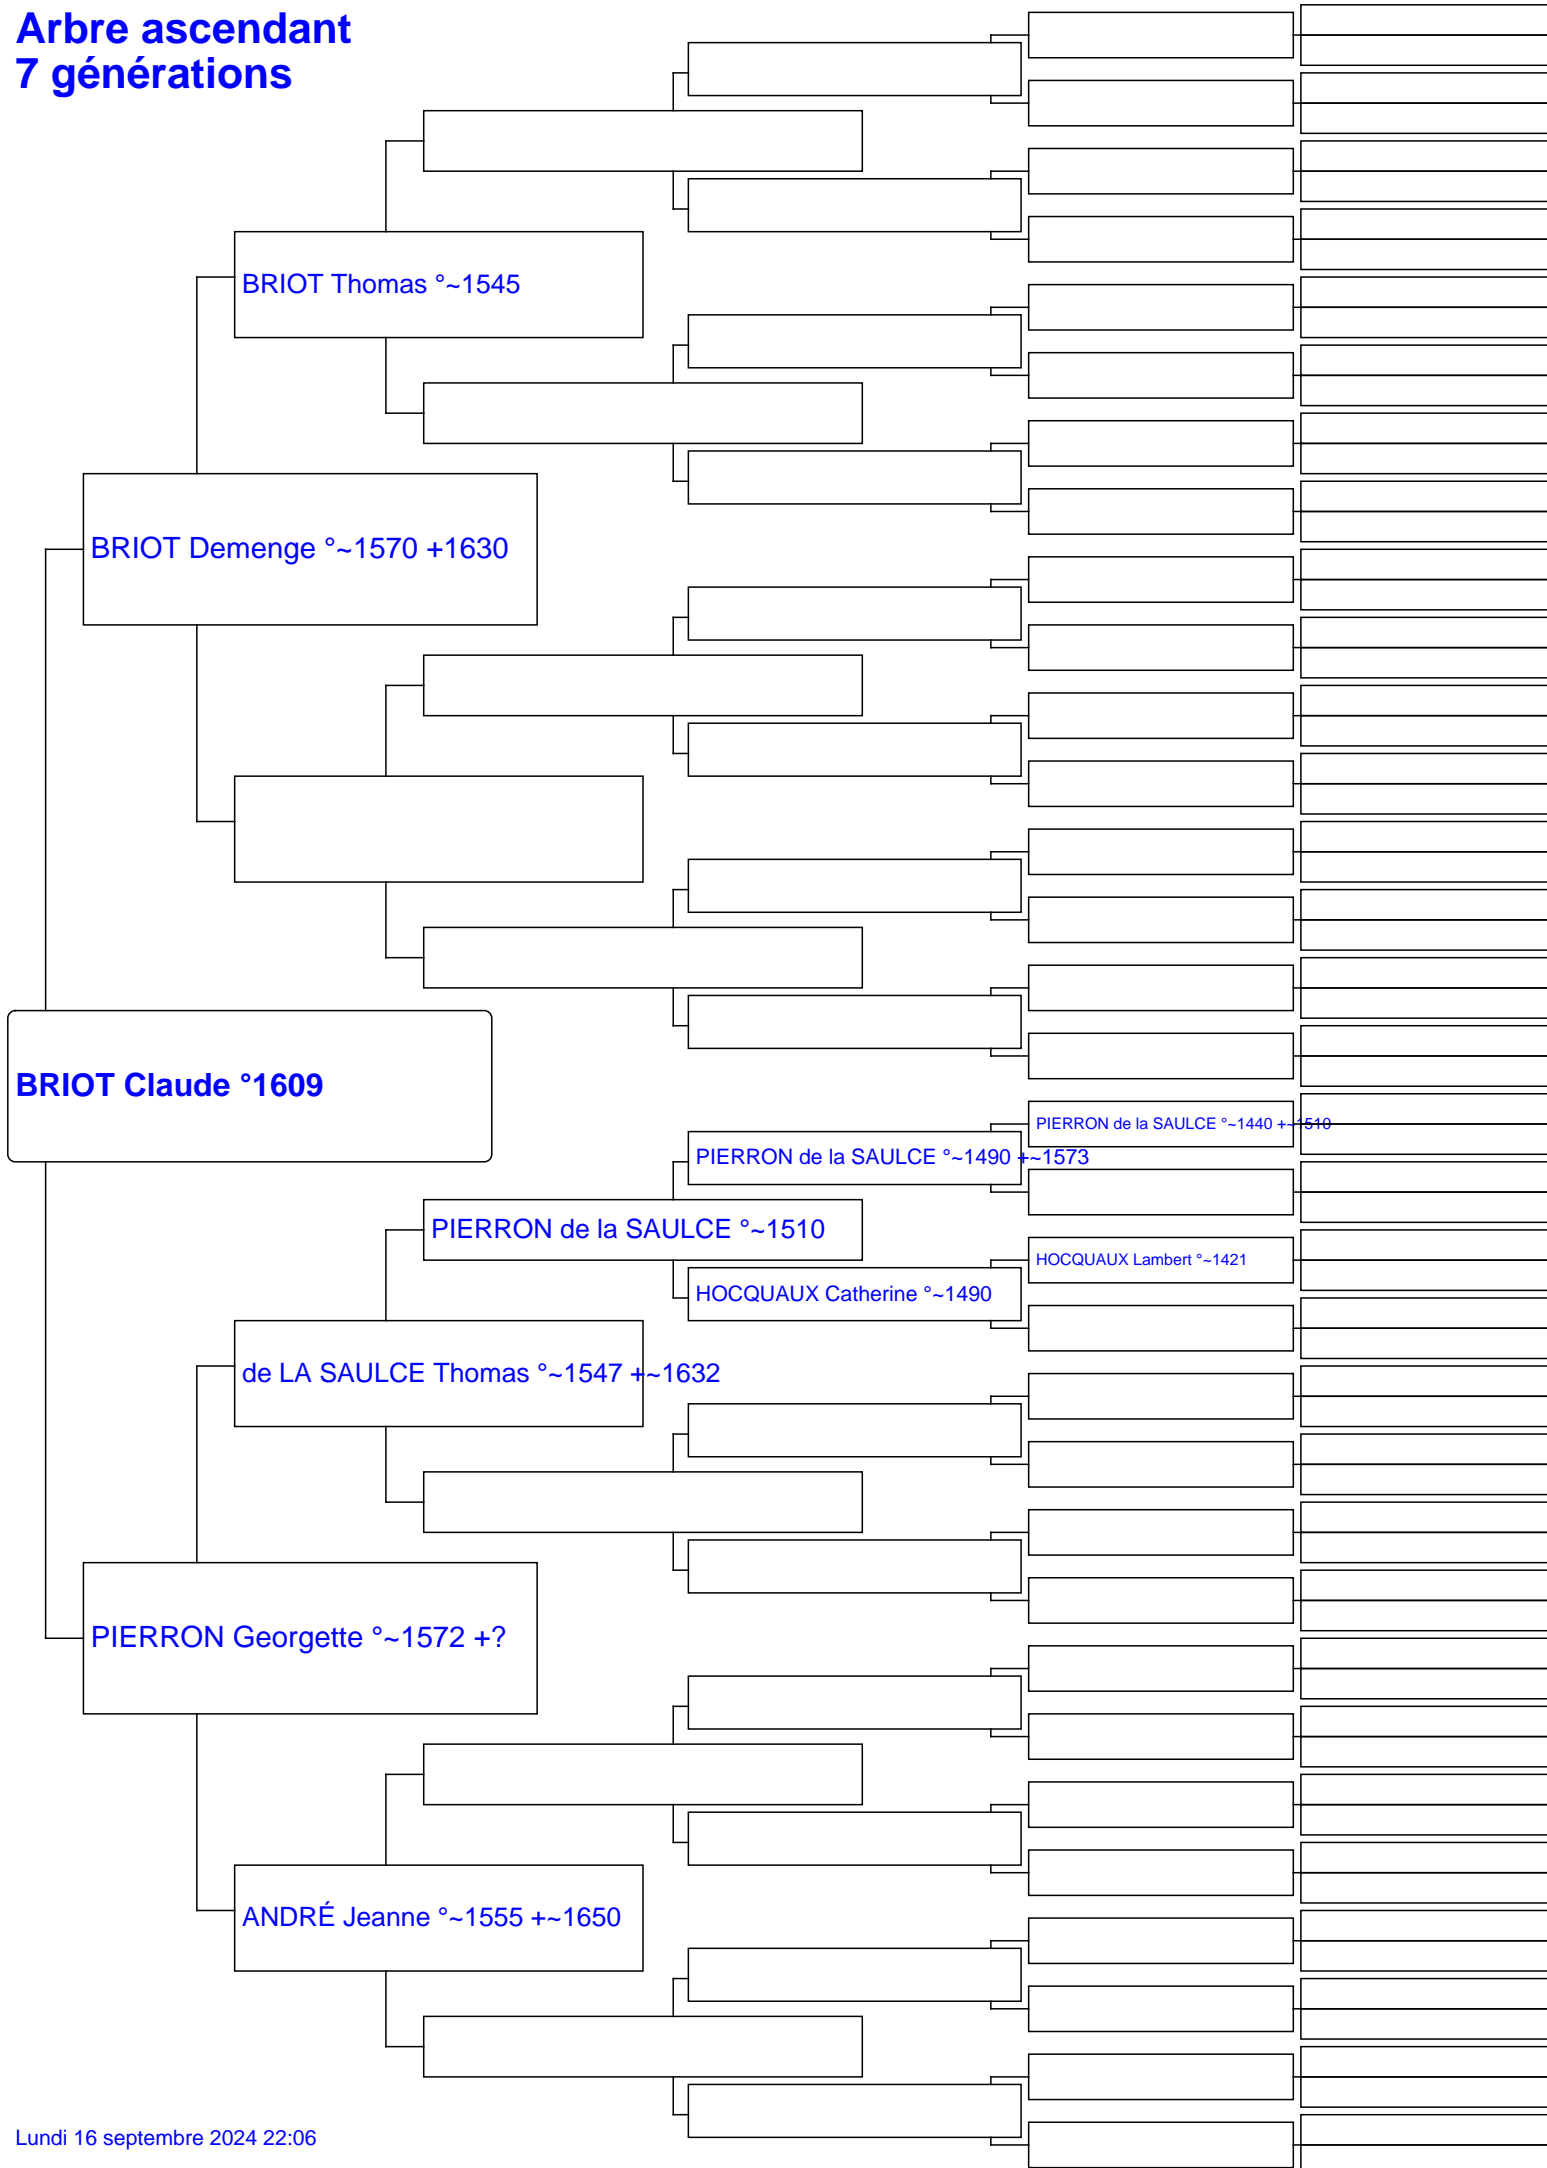 Arbre ascendant
7 générations
BRIOT Thomas °~1545
BRIOT Demenge °~1570 +1630
BRIOT Claude °1609
PIERRON de la SAULCE °~1440 +~1510
PIERRON de la SAULCE °~1490 +~1573
PIERRON de la SAULCE °~1510
HOCQUAUX Lambert °~1421
HOCQUAUX Catherine °~1490
de LA SAULCE Thomas °~1547 +~1632
PIERRON Georgette °~1572 +?
ANDRÉ Jeanne °~1555 +~1650
Lundi 16 septembre 2024 22:06